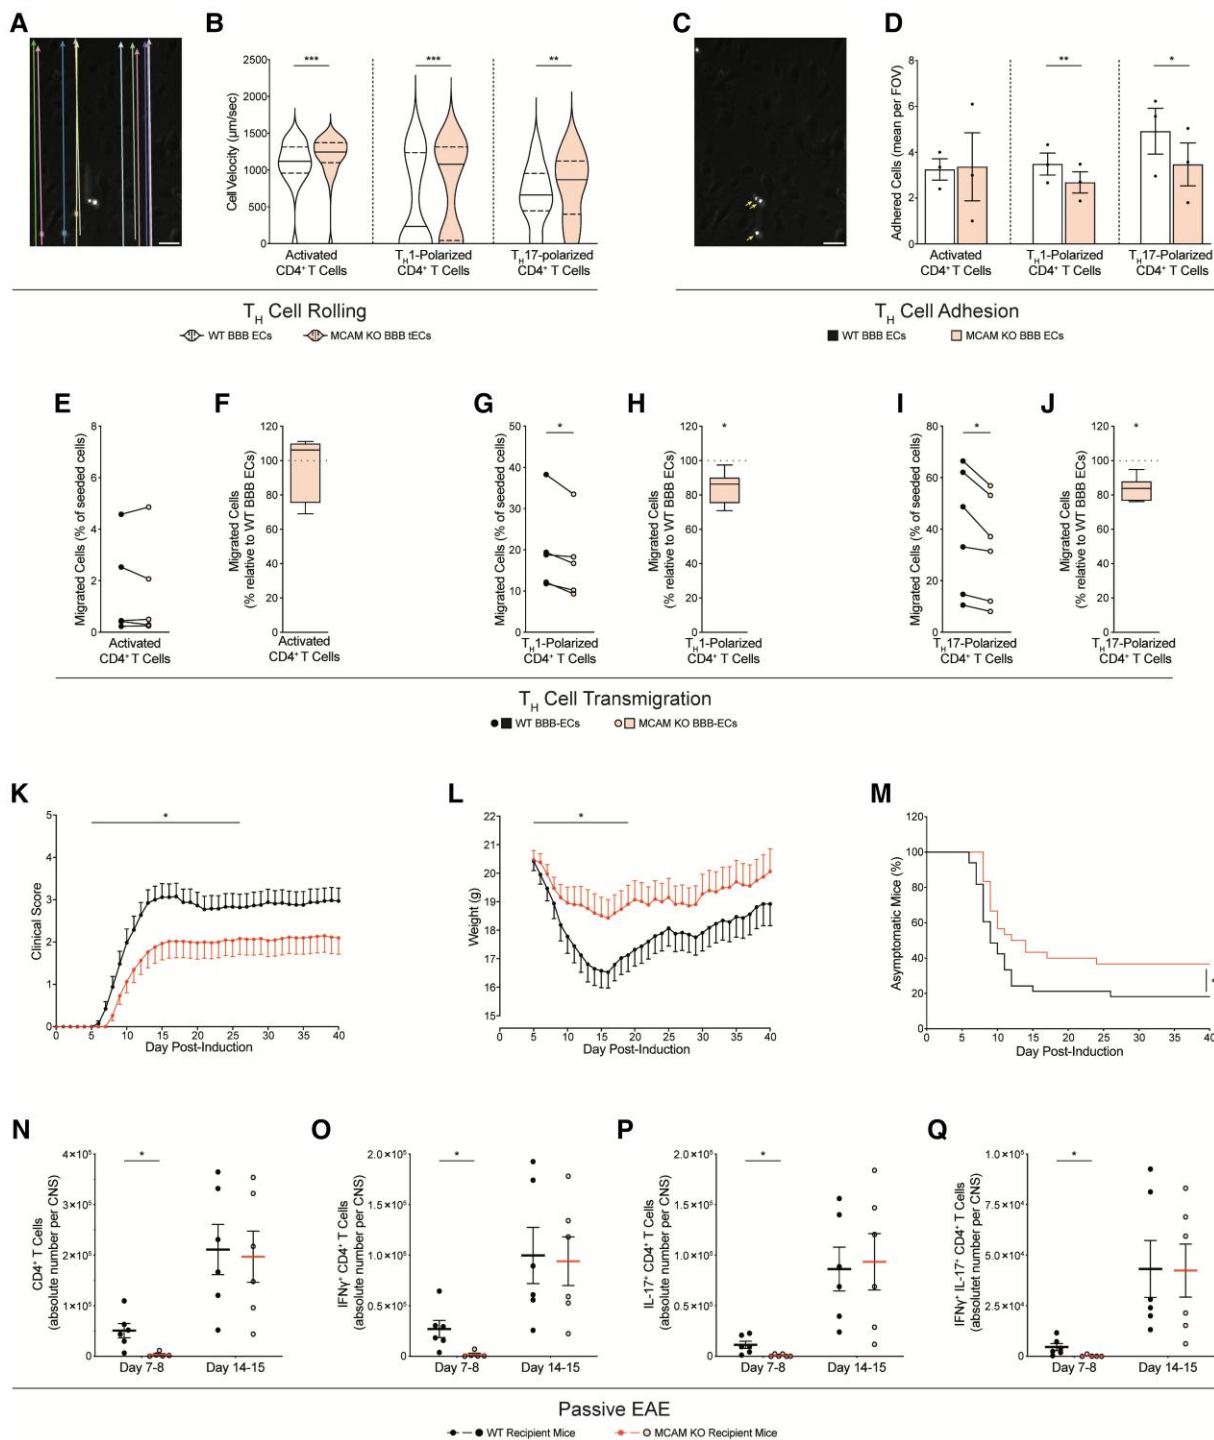 A
B
C
D
2500
2000
1500
1000
500
0
Cell Velocity (µm/sec)
***
***
**
Activated
CD4⁺ T Cells
T_H1-Polarized
CD4⁺ T Cells
T_H17-polarized
CD4⁺ T Cells
8
6
4
2
0
Adhered Cells (mean per FOV)
**
*
Activated
CD4⁺ T Cells
T_H1-Polarized
CD4⁺ T Cells
T_H17-Polarized
CD4⁺ T Cells
T_H Cell Rolling
WT BBB ECs
MCAM KO BBB tECs
T_H Cell Adhesion
WT BBB ECs
MCAM KO BBB ECs
E
F
G
H
I
J
8
6
4
2
0
Migrated Cells (% of seeded cells)
Activated
CD4⁺ T Cells
120
100
80
60
40
20
0
Migrated Cells
(% relative to WT BBB ECs)
Activated
CD4⁺ T Cells
50
40
30
20
10
0
Migrated Cells (% of seeded cells)
*
T_H1-Polarized
CD4⁺ T Cells
120
100
80
60
40
20
0
Migrated Cells
(% relative to WT BBB ECs)
*
T_H1-Polarized
CD4⁺ T Cells
80
60
40
20
0
Migrated Cells (% of seeded cells)
*
T_H17-Polarized
CD4⁺ T Cells
120
100
80
60
40
20
0
Migrated Cells
(% relative to WT BBB ECs)
*
T_H17-Polarized
CD4⁺ T Cells
T_H Cell Transmigration
WT BBB-ECs
MCAM KO BBB-ECs
K
L
M
5
4
3
2
1
0
Clinical Score
*
0 5 10 15 20 25 30 35 40
Day Post-Induction
22
21
20
19
18
17
16
15
Weight (g)
*
0 5 10 15 20 25 30 35 40
Day Post-Induction
120
100
80
60
40
20
0
Asymptomatic Mice (%)
*
0 5 10 15 20 25 30 35 40
Day Post-Induction
N
O
P
Q
4×10⁵
3×10⁵
2×10⁵
1×10⁵
0
CD4⁺ T Cells
(absolute number per CNS)
*
Day 7-8
Day 14-15
2.0×10⁵
1.5×10⁵
1.0×10⁵
0.5×10⁵
0
IFNγ⁺ CD4⁺ T Cells
(absolute number per CNS)
*
Day 7-8
Day 14-15
2.0×10⁵
1.5×10⁵
1.0×10⁵
0.5×10⁵
0
IL-17⁺ CD4⁺ T Cells
(absolute number per CNS)
*
Day 7-8
Day 14-15
1.0×10⁵
7.5×10⁴
5.0×10⁴
2.5×10⁴
0
IFNγ⁺ IL-17⁺ CD4⁺ T Cells
(absolutet number per CNS)
*
Day 7-8
Day 14-15
Passive EAE
WT Recipient Mice
MCAM KO Recipient Mice